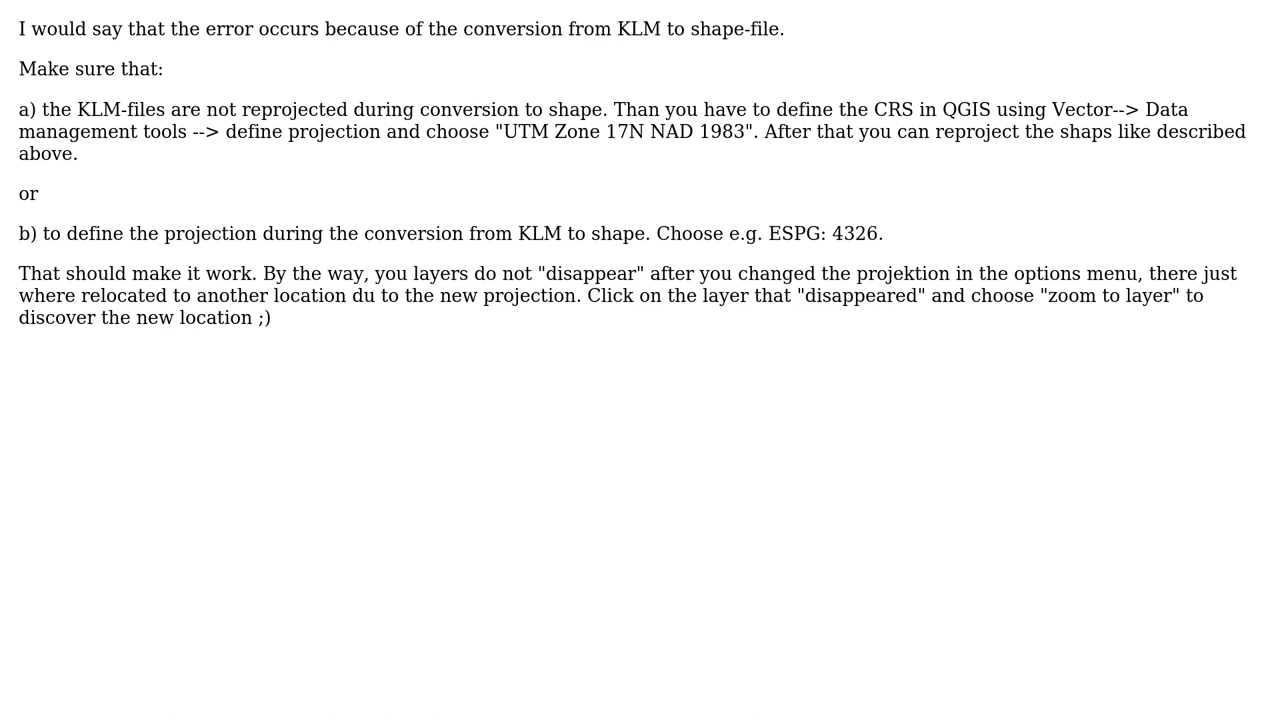 I would say that the error occurs because of the conversion from KLM to shape-file.
Make sure that:
a) the KLM-files are not reprojected during conversion to shape. Than you have to define the CRS in QGIS using Vector--> Data
management tools --> define projection and choose "UTM Zone 17N NAD 1983". After that you can reproject the shaps like described
above.
or
b) to define the projection during the conversion from KLM to shape. Choose e.g. ESPG: 4326.
That should make it work. By the way, you layers do not "disappear" after you changed the projektion in the options menu, there just
where relocated to another location du to the new projection. Click on the layer that "disappeared" and choose "zoom to layer" to
discover the new location ;)